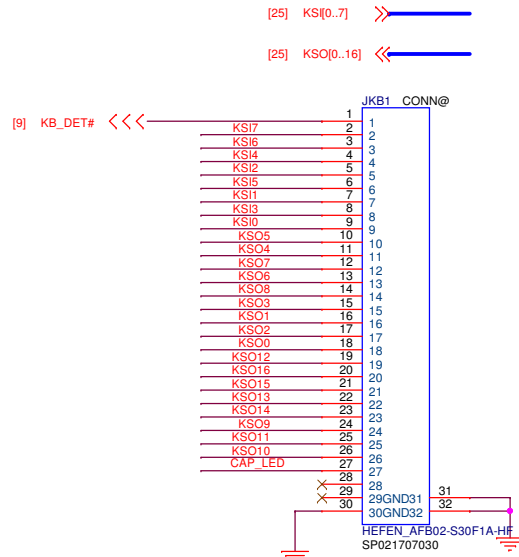 [25] KSI[0..7]
[25] KSO[0..16]
JKB1 CONN@
[9] KB_DET# 1 1
KSI7 2 2
KSI6 3 3
KSI4 4 4
KSI2 5 5
KSI5 6 6
KSI1 7 7
KSI3 8 8
KSI0 9 9
KSO5 10 10
KSO4 11 11
KSO7 12 12
KSO6 13 13
KSO8 14 14
KSO3 15 15
KSO1 16 16
KSO2 17 17
KSO0 18 18
KSO12 19 19
KSO16 20 20
KSO15 21 21
KSO13 22 22
KSO14 23 23
KSO9 24 24
KSO11 25 25
KSO10 26 26
CAP_LED 27 27
28 28
29 29GND31 31
30 30GND32 32
HEFEN_AFB02-S30F1A-HF
SP021707030